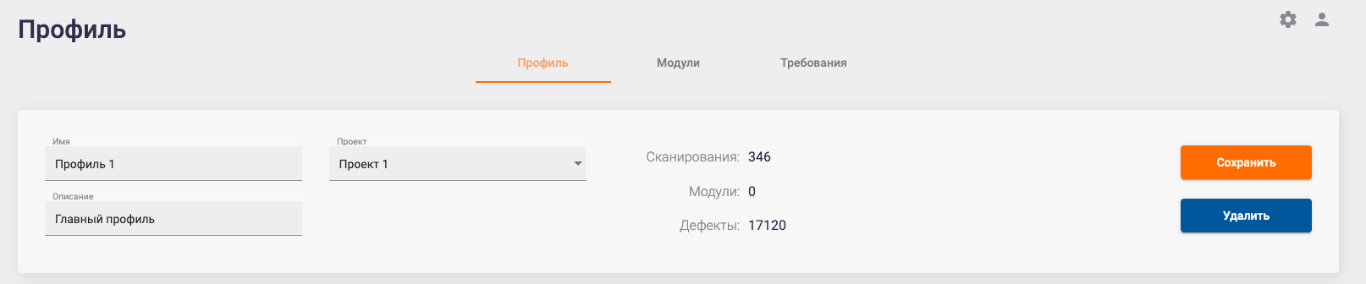 Профиль
Профиль
Модули
Требования
Имя
Профиль 1
Описание
Главный профиль
Проект
Проект 1
Сканирования: 346
Модули: 0
Дефекты: 17120
Сохранить
Удалить